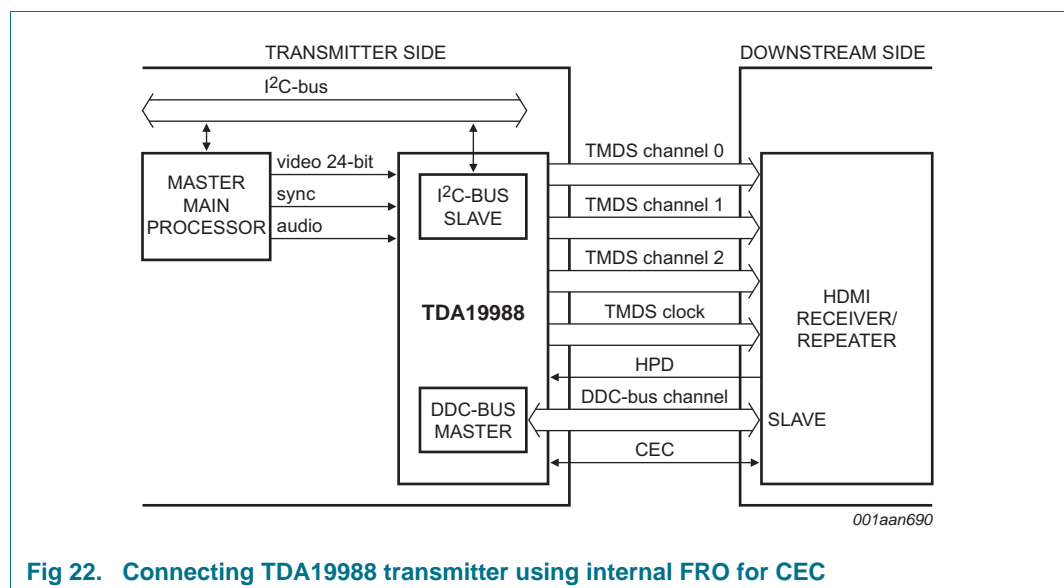 TRANSMITTER SIDE
DOWNSTREAM SIDE
I²C-bus
MASTER
MAIN
PROCESSOR
video 24-bit
sync
audio
I²C-BUS
SLAVE
TDA19988
DDC-BUS
MASTER
TMDS channel 0
TMDS channel 1
TMDS channel 2
TMDS clock
HPD
DDC-bus channel
CEC
HDMI
RECEIVER/
REPEATER
SLAVE
001aan690
Fig 22. Connecting TDA19988 transmitter using internal FRO for CEC